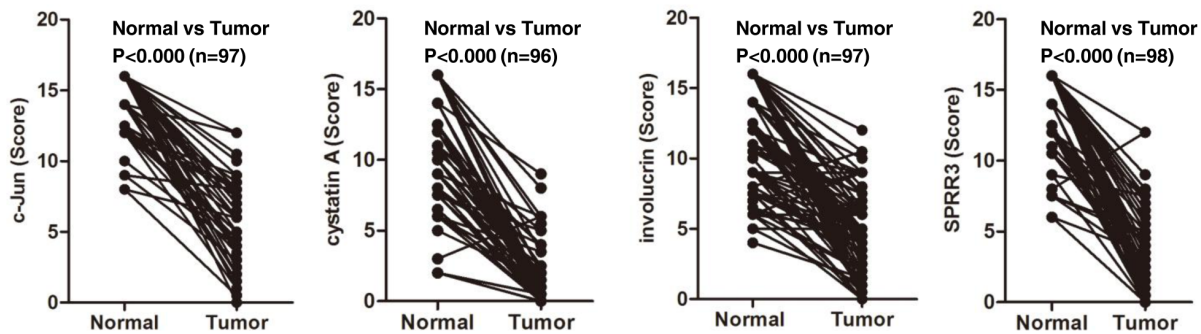 Normal vs Tumor
P<0.000 (n=97)
c-Jun (Score)
20
15
10
5
0
Normal Tumor
Normal vs Tumor
P<0.000 (n=96)
cystatin A (Score)
20
15
10
5
0
Normal Tumor
Normal vs Tumor
P<0.000 (n=97)
involucrin (Score)
20
15
10
5
0
Normal Tumor
Normal vs Tumor
P<0.000 (n=98)
SPRR3 (Score)
20
15
10
5
0
Normal Tumor